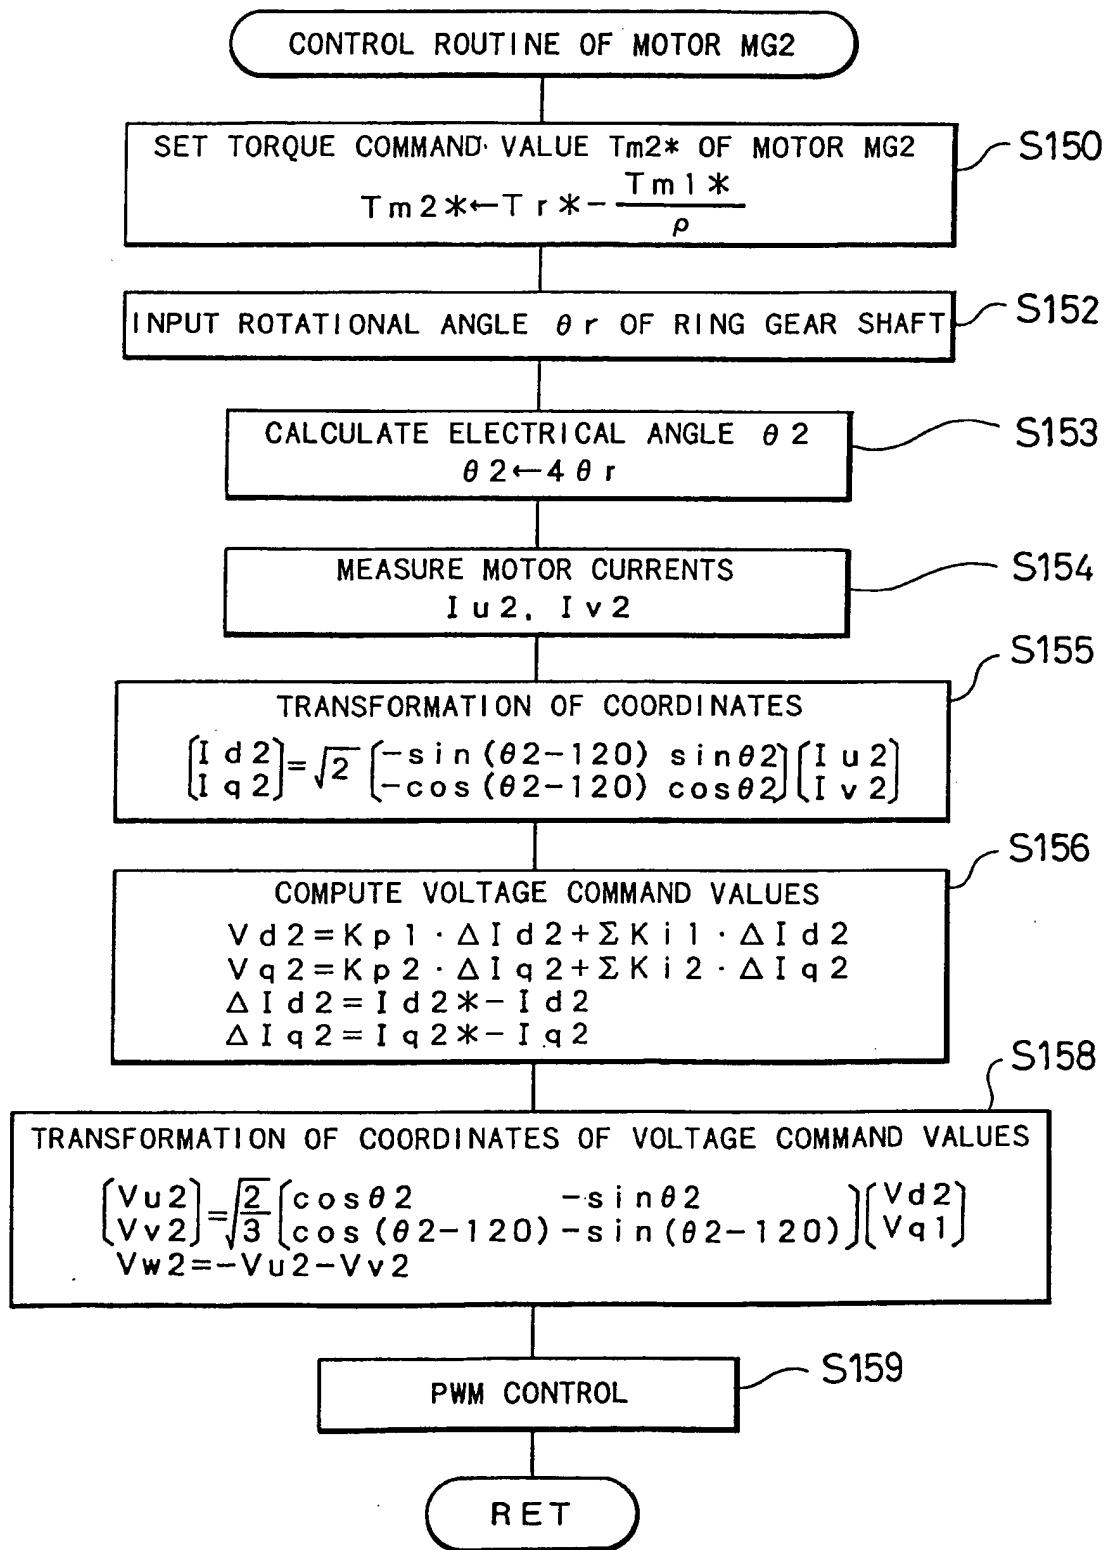 CONTROL ROUTINE OF MOTOR MG2
SET TORQUE COMMAND VALUE Tm2* OF MOTOR MG2
Tm2*←Tr*-Tm1*/ρ
S150
INPUT ROTATIONAL ANGLE θr OF RING GEAR SHAFT
S152
CALCULATE ELECTRICAL ANGLE θ2
θ2←4θr
S153
MEASURE MOTOR CURRENTS
Iu2, Iv2
S154
TRANSFORMATION OF COORDINATES
S155
[Id2] = √2 [-sin(θ2-120) sinθ2] [Iu2]
[Iq2] [-cos(θ2-120) cosθ2] [Iv2]
COMPUTE VOLTAGE COMMAND VALUES
S156
Vd2=Kp1·ΔId2+ΣKi1·ΔId2
Vq2=Kp2·ΔIq2+ΣKi2·ΔIq2
ΔId2=Id2*-Id2
ΔIq2=Iq2*-Iq2
TRANSFORMATION OF COORDINATES OF VOLTAGE COMMAND VALUES
S158
[Vu2] = √2/3 [cosθ2 -sinθ2] [Vd2]
[Vv2] [cos(θ2-120) -sin(θ2-120)] [Vq1]
Vw2=-Vu2-Vv2
PWM CONTROL
S159
RET